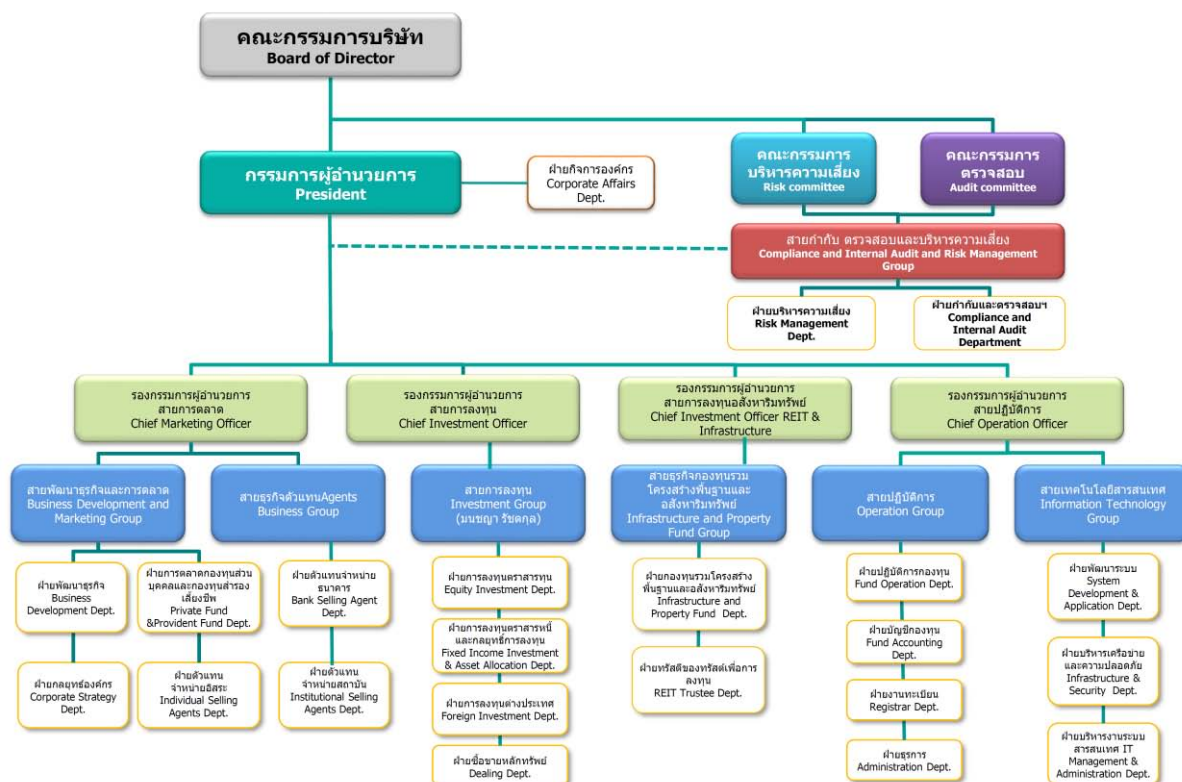 คณะกรรมการบริษัท
Board of Director
กรรมการผู้อำนวยการ
President
ฝ่ายกิจการองค์กร
Corporate Affairs
Dept.
คณะกรรมการ
บริหารความเสี่ยง
Risk committee
คณะกรรมการ
ตรวจสอบ
Audit committee
สายกำกับ ตรวจสอบและบริหารความเสี่ยง
Compliance and Internal Audit and Risk Management
Group
ฝ่ายบริหารความเสี่ยง
Risk Management
Dept.
ฝ่ายกำกับและตรวจสอบฯ
Compliance and
Internal Audit
Department
รองกรรมการผู้อำนวยการ
สายการตลาด
Chief Marketing Officer
รองกรรมการผู้อำนวยการ
สายการลงทุน
Chief Investment Officer
รองกรรมการผู้อำนวยการ
สายการลงทุนอสังหาริมทรัพย์
Chief Investment Officer REIT &
Infrastructure
รองกรรมการผู้อำนวยการ
สายปฏิบัติการ
Chief Operation Officer
สายพัฒนาธุรกิจและการตลาด
Business Development and
Marketing Group
สายธุรกิจตัวแทนAgents
Business Group
สายการลงทุน
Investment Group
(มนชญา รัชตกุล)
สายธุรกิจกองทุนรวม
โครงสร้างพื้นฐานและ
อสังหาริมทรัพย์
Infrastructure and Property
Fund Group
สายปฏิบัติการ
Operation Group
สายเทคโนโลยีสารสนเทศ
Information Technology
Group
ฝ่ายพัฒนาธุรกิจ
Business
Development Dept.
ฝ่ายกลยุทธ์องค์กร
Corporate Strategy
Dept.
ฝ่ายการตลาดกองทุนส่วน
บุคคลและกองทุนสำรอง
เลี้ยงชีพ
Private Fund
&Provident Fund Dept.
ฝ่ายตัวแทน
จำหน่ายอิสระ
Individual Selling
Agents Dept.
ฝ่ายตัวแทนจำหน่าย
ธนาคาร
Bank Selling Agent
Dept.
ฝ่ายตัวแทน
จำหน่ายสถาบัน
Institutional Selling
Agents Dept.
ฝ่ายการลงทุนตราสารทุน
Equity Investment Dept.
ฝ่ายการลงทุนตราสารหนี้
และกลยุทธ์การลงทุน
Fixed Income Investment
& Asset Allocation Dept.
ฝ่ายการลงทุนต่างประเทศ
Foreign Investment Dept.
ฝ่ายซื้อขายหลักทรัพย์
Dealing Dept.
ฝ่ายกองทุนรวมโครงสร้าง
พื้นฐานและอสังหาริมทรัพย์
Infrastructure and
Property Fund Dept.
ฝ่ายทรัสตีของทรัสต์เพื่อการ
ลงทุน
REIT Trustee Dept.
ฝ่ายปฏิบัติการกองทุน
Fund Operation Dept.
ฝ่ายบัญชีกองทุน
Fund Accounting
Dept.
ฝ่ายงานทะเบียน
Registrar Dept.
ฝ่ายธุรการ
Administration Dept.
ฝ่ายพัฒนาระบบ
System
Development &
Application Dept.
ฝ่ายบริหารเครือข่าย
และความปลอดภัย
Infrastructure &
Security Dept.
ฝ่ายบริหารงานระบบ
สารสนเทศ IT
Management &
Administration Dept.